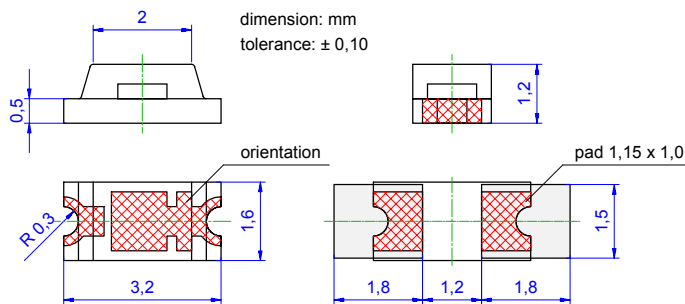 2
dimension: mm
tolerance: ± 0,10
0,5
1,2
orientation
pad 1,15 x 1,0
R 0,3
1,6
1,5
3,2
1,8
1,2
1,8